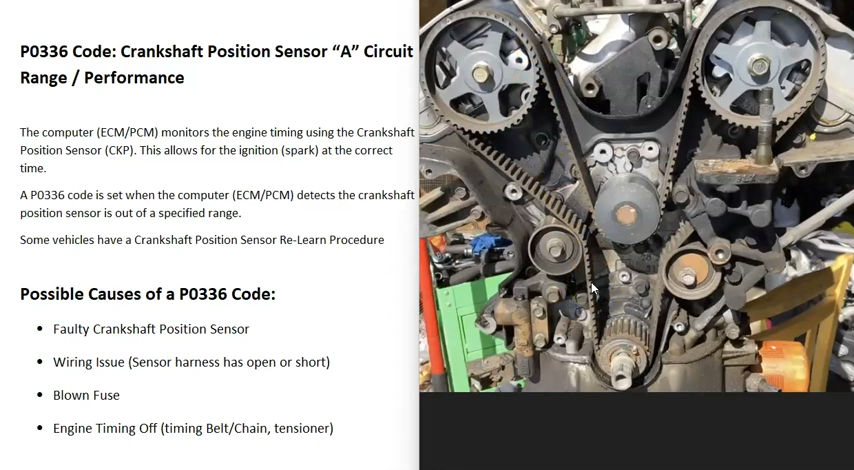 P0336 Code: Crankshaft Position Sensor “A” Circuit
Range / Performance
The computer (ECM/PCM) monitors the engine timing using the Crankshaft
Position Sensor (CKP). This allows for the ignition (spark) at the correct
time.
A P0336 code is set when the computer (ECM/PCM) detects the crankshaft
position sensor is out of a specified range.
Some vehicles have a Crankshaft Position Sensor Re-Learn Procedure
Possible Causes of a P0336 Code:
• Faulty Crankshaft Position Sensor
• Wiring Issue (Sensor harness has open or short)
• Blown Fuse
• Engine Timing Off (timing Belt/Chain, tensioner)